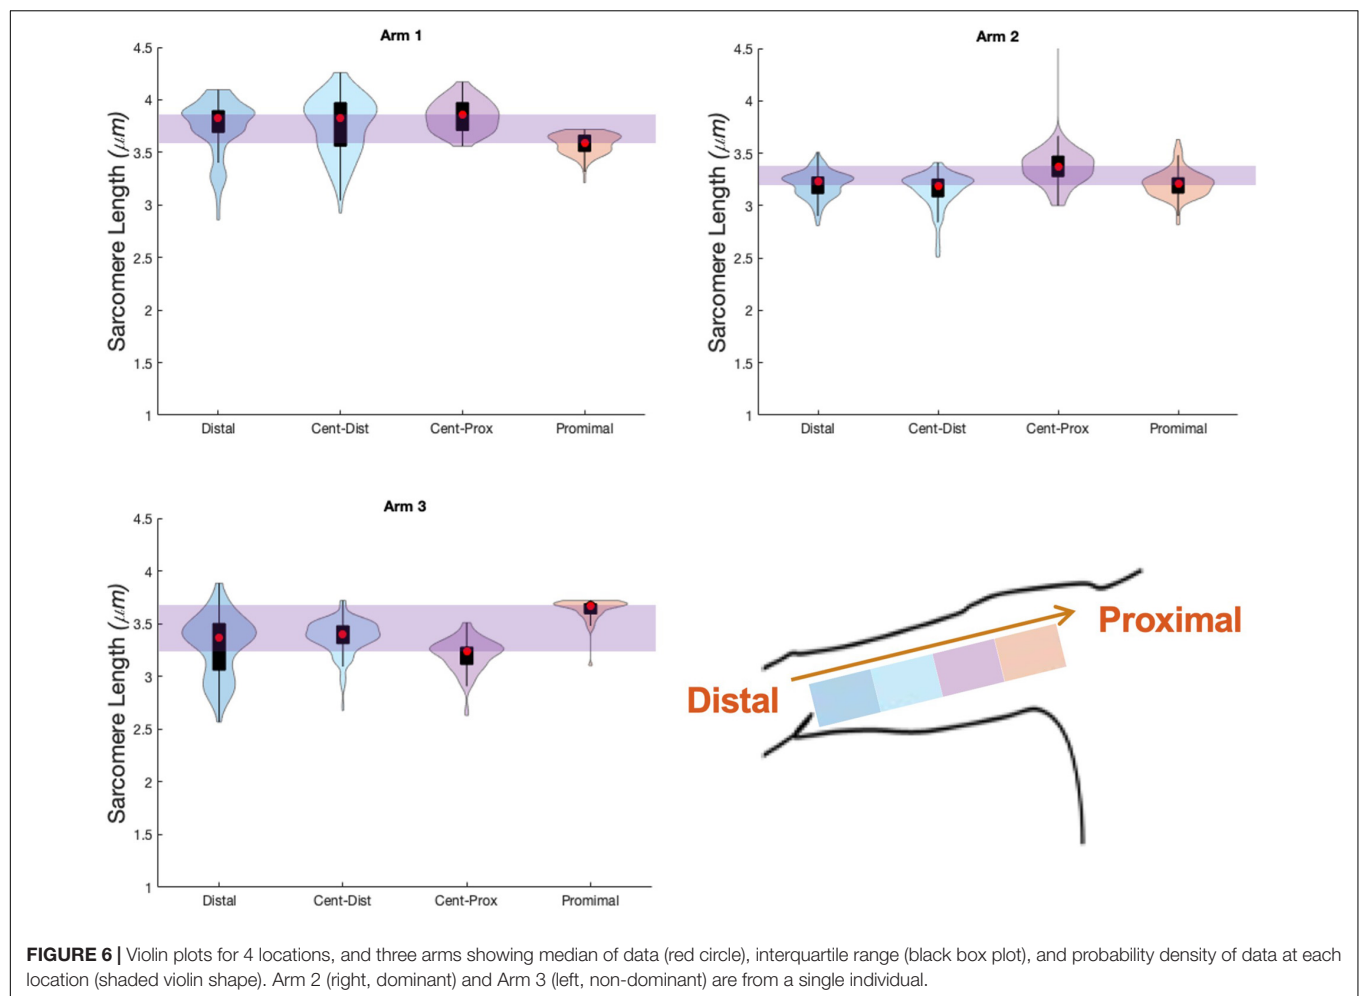 Arm 1
4.5
4
3.5
3
2.5
2
1.5
1
Sarcomere Length (μm)
Distal Cent-Dist Cent-Prox Promimal
Arm 2
4.5
4
3.5
3
2.5
2
1.5
1
Sarcomere Length (μm)
Distal Cent-Dist Cent-Prox Promimal
Arm 3
4.5
4
3.5
3
2.5
2
1.5
1
Sarcomere Length (μm)
Distal Cent-Dist Cent-Prox Promimal
Proximal
Distal
FIGURE 6 | Violin plots for 4 locations, and three arms showing median of data (red circle), interquartile range (black box plot), and probability density of data at each
location (shaded violin shape). Arm 2 (right, dominant) and Arm 3 (left, non-dominant) are from a single individual.